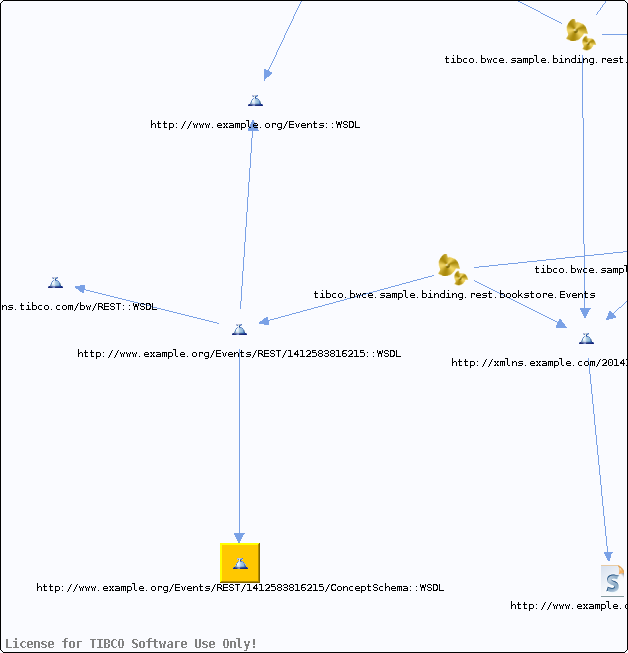 tibco.bwce.sample.binding.rest.
http://www.example.org/Events::WSDL
tibco.bwce.sampl
tibco.bwce.sample.binding.rest.bookstore.Events
ns.tibco.com/bw/REST::WSDL
http://www.example.org/Events/REST/1412583816215::WSDL
http://xmlns.example.com/2014
http://www.example.org/Events/REST/1412583816215/ConceptSchema::WSDL
http://www.example.o
License for TIBCO Software Use Only!